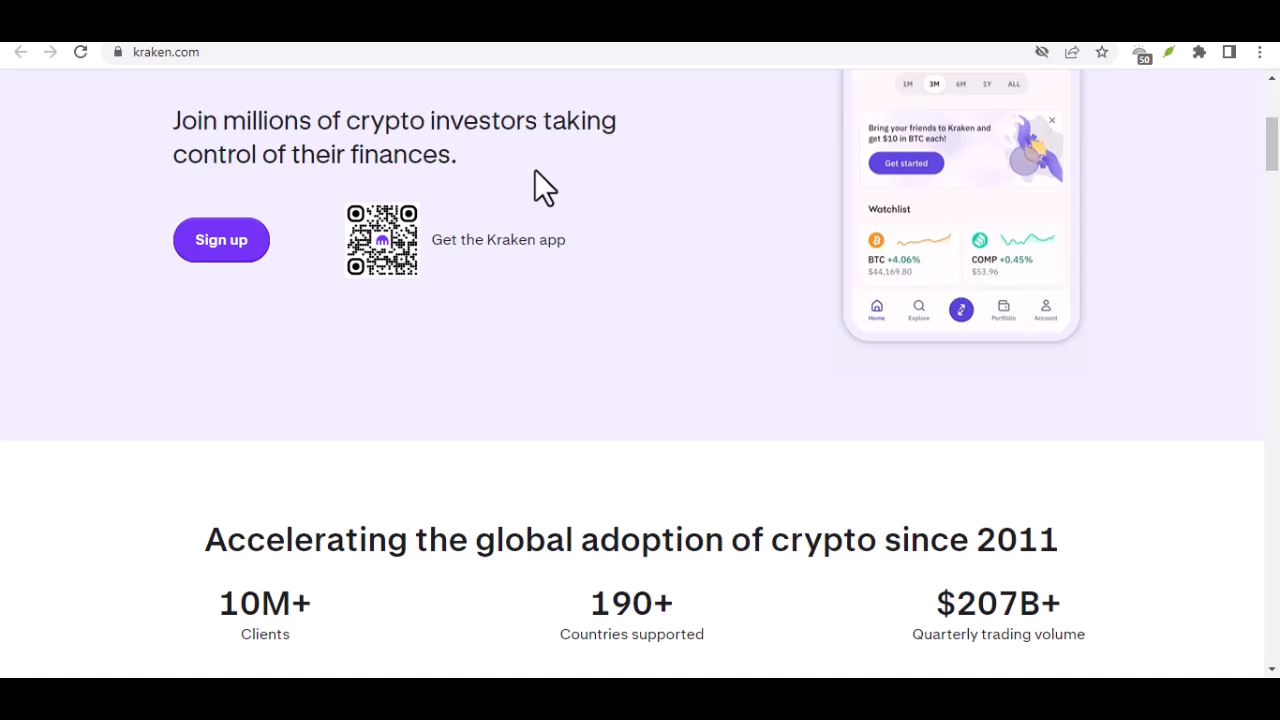 kraken.com
50
1M 3M 6M 1Y ALL
Join millions of crypto investors taking
control of their finances.
Bring your friends to Kraken and
get $10 in BTC each!
Get started
Watchlist
Sign up
Get the Kraken app
BTC +4.06%
$44,169.80
COMP +0.45%
$53.96
Home Explore Portfolio Account
Accelerating the global adoption of crypto since 2011
10M+
Clients
190+
Countries supported
$207B+
Quarterly trading volume